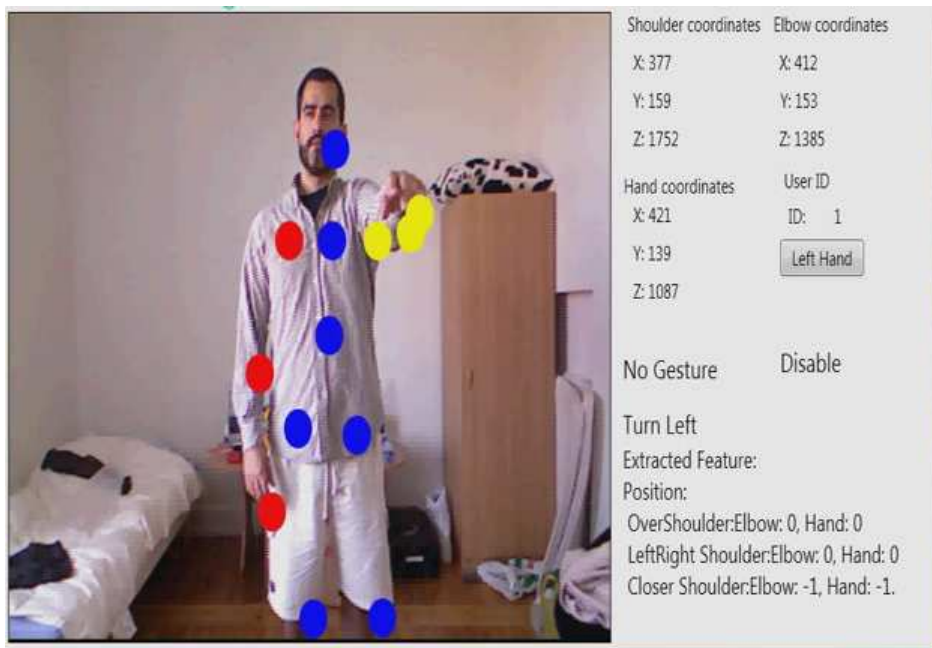 Shoulder coordinates Elbow coordinates
X: 377 X: 412
Y: 159 Y: 153
Z: 1752 Z: 1385
Hand coordinates User ID
X: 421 ID: 1
Y: 139 Left Hand
Z: 1087
No Gesture Disable
Turn Left
Extracted Feature:
Position:
OverShoulder:Elbow: 0, Hand: 0
LeftRight Shoulder:Elbow: 0, Hand: 0
Closer Shoulder:Elbow: -1, Hand: -1.